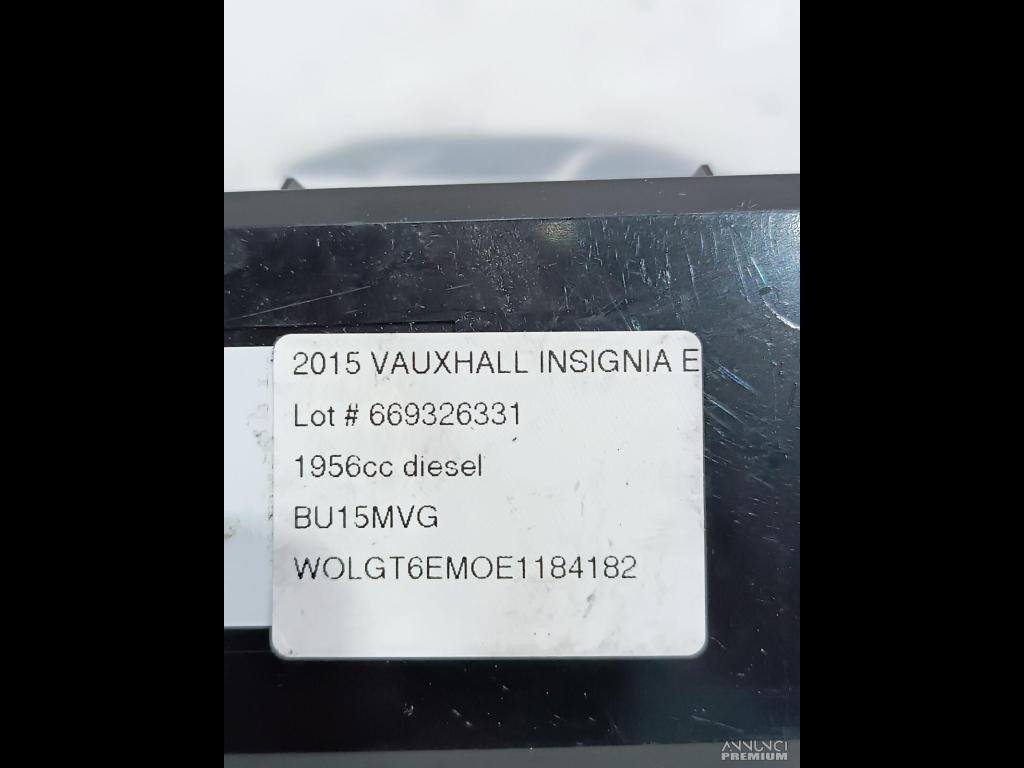 2015 VAUXHALL INSIGNIA E
Lot # 669326331
1956cc diesel
BU15MVG
WOLGT6EMOE1184182
ANNUNCI
PREMIUM